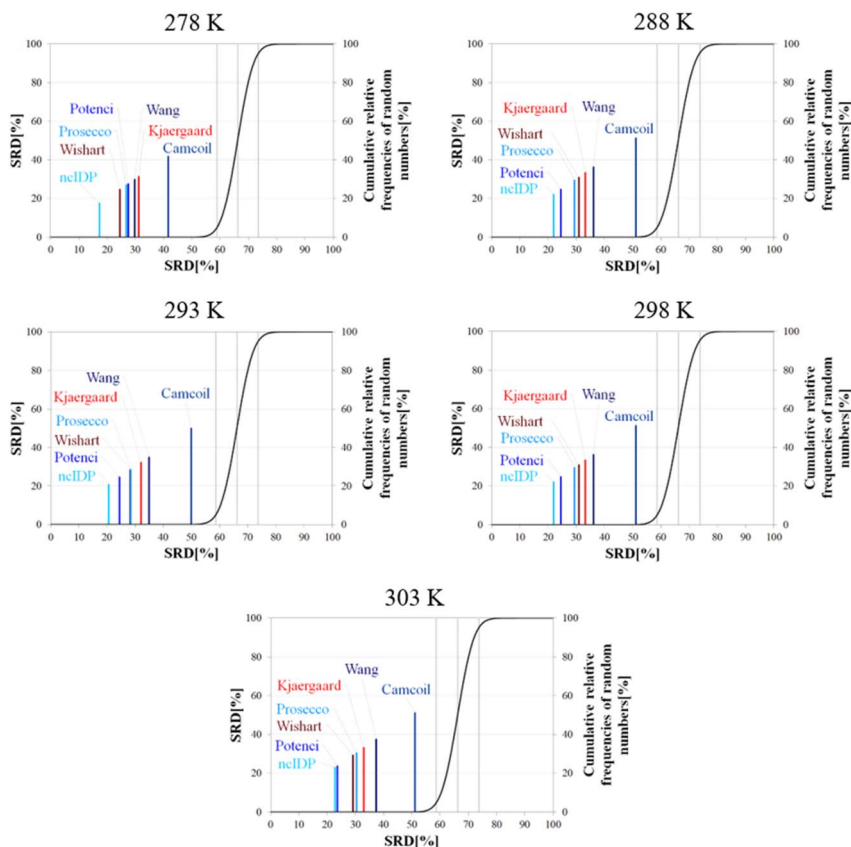 278 K
100
80
60
40
20
0
SRD[%]
Potenci
Wang
Prosecco
Kjaergaard
Wishart
Camcoil
ncIDP
100
80
60
40
20
0
Cumulative relative
frequencies of random
numbers[%]
0 10 20 30 40 50 60 70 80 90 100
SRD[%]
288 K
100
80
60
40
20
0
SRD[%]
Kjaergaard
Wang
Wishart
Camcoil
Prosecco
Potenci
ncIDP
100
80
60
40
20
0
Cumulative relative
frequencies of random
numbers[%]
0 10 20 30 40 50 60 70 80 90 100
SRD[%]
293 K
100
80
60
40
20
0
SRD[%]
Wang
Camcoil
Kjaergaard
Prosecco
Wishart
Potenci
ncIDP
100
80
60
40
20
0
Cumulative relative
frequencies of random
numbers[%]
0 10 20 30 40 50 60 70 80 90 100
SRD[%]
298 K
100
80
60
40
20
0
SRD[%]
Kjaergaard
Wang
Wishart
Camcoil
Prosecco
Potenci
ncIDP
100
80
60
40
20
0
Cumulative relative
frequencies of random
numbers[%]
0 10 20 30 40 50 60 70 80 90 100
SRD[%]
303 K
100
80
60
40
20
0
SRD[%]
Wang
Kjaergaard
Camcoil
Prosecco
Wishart
Potenci
ncIDP
100
80
60
40
20
0
Cumulative relative
frequencies of random
numbers[%]
0 10 20 30 40 50 60 70 80 90 100
SRD[%]